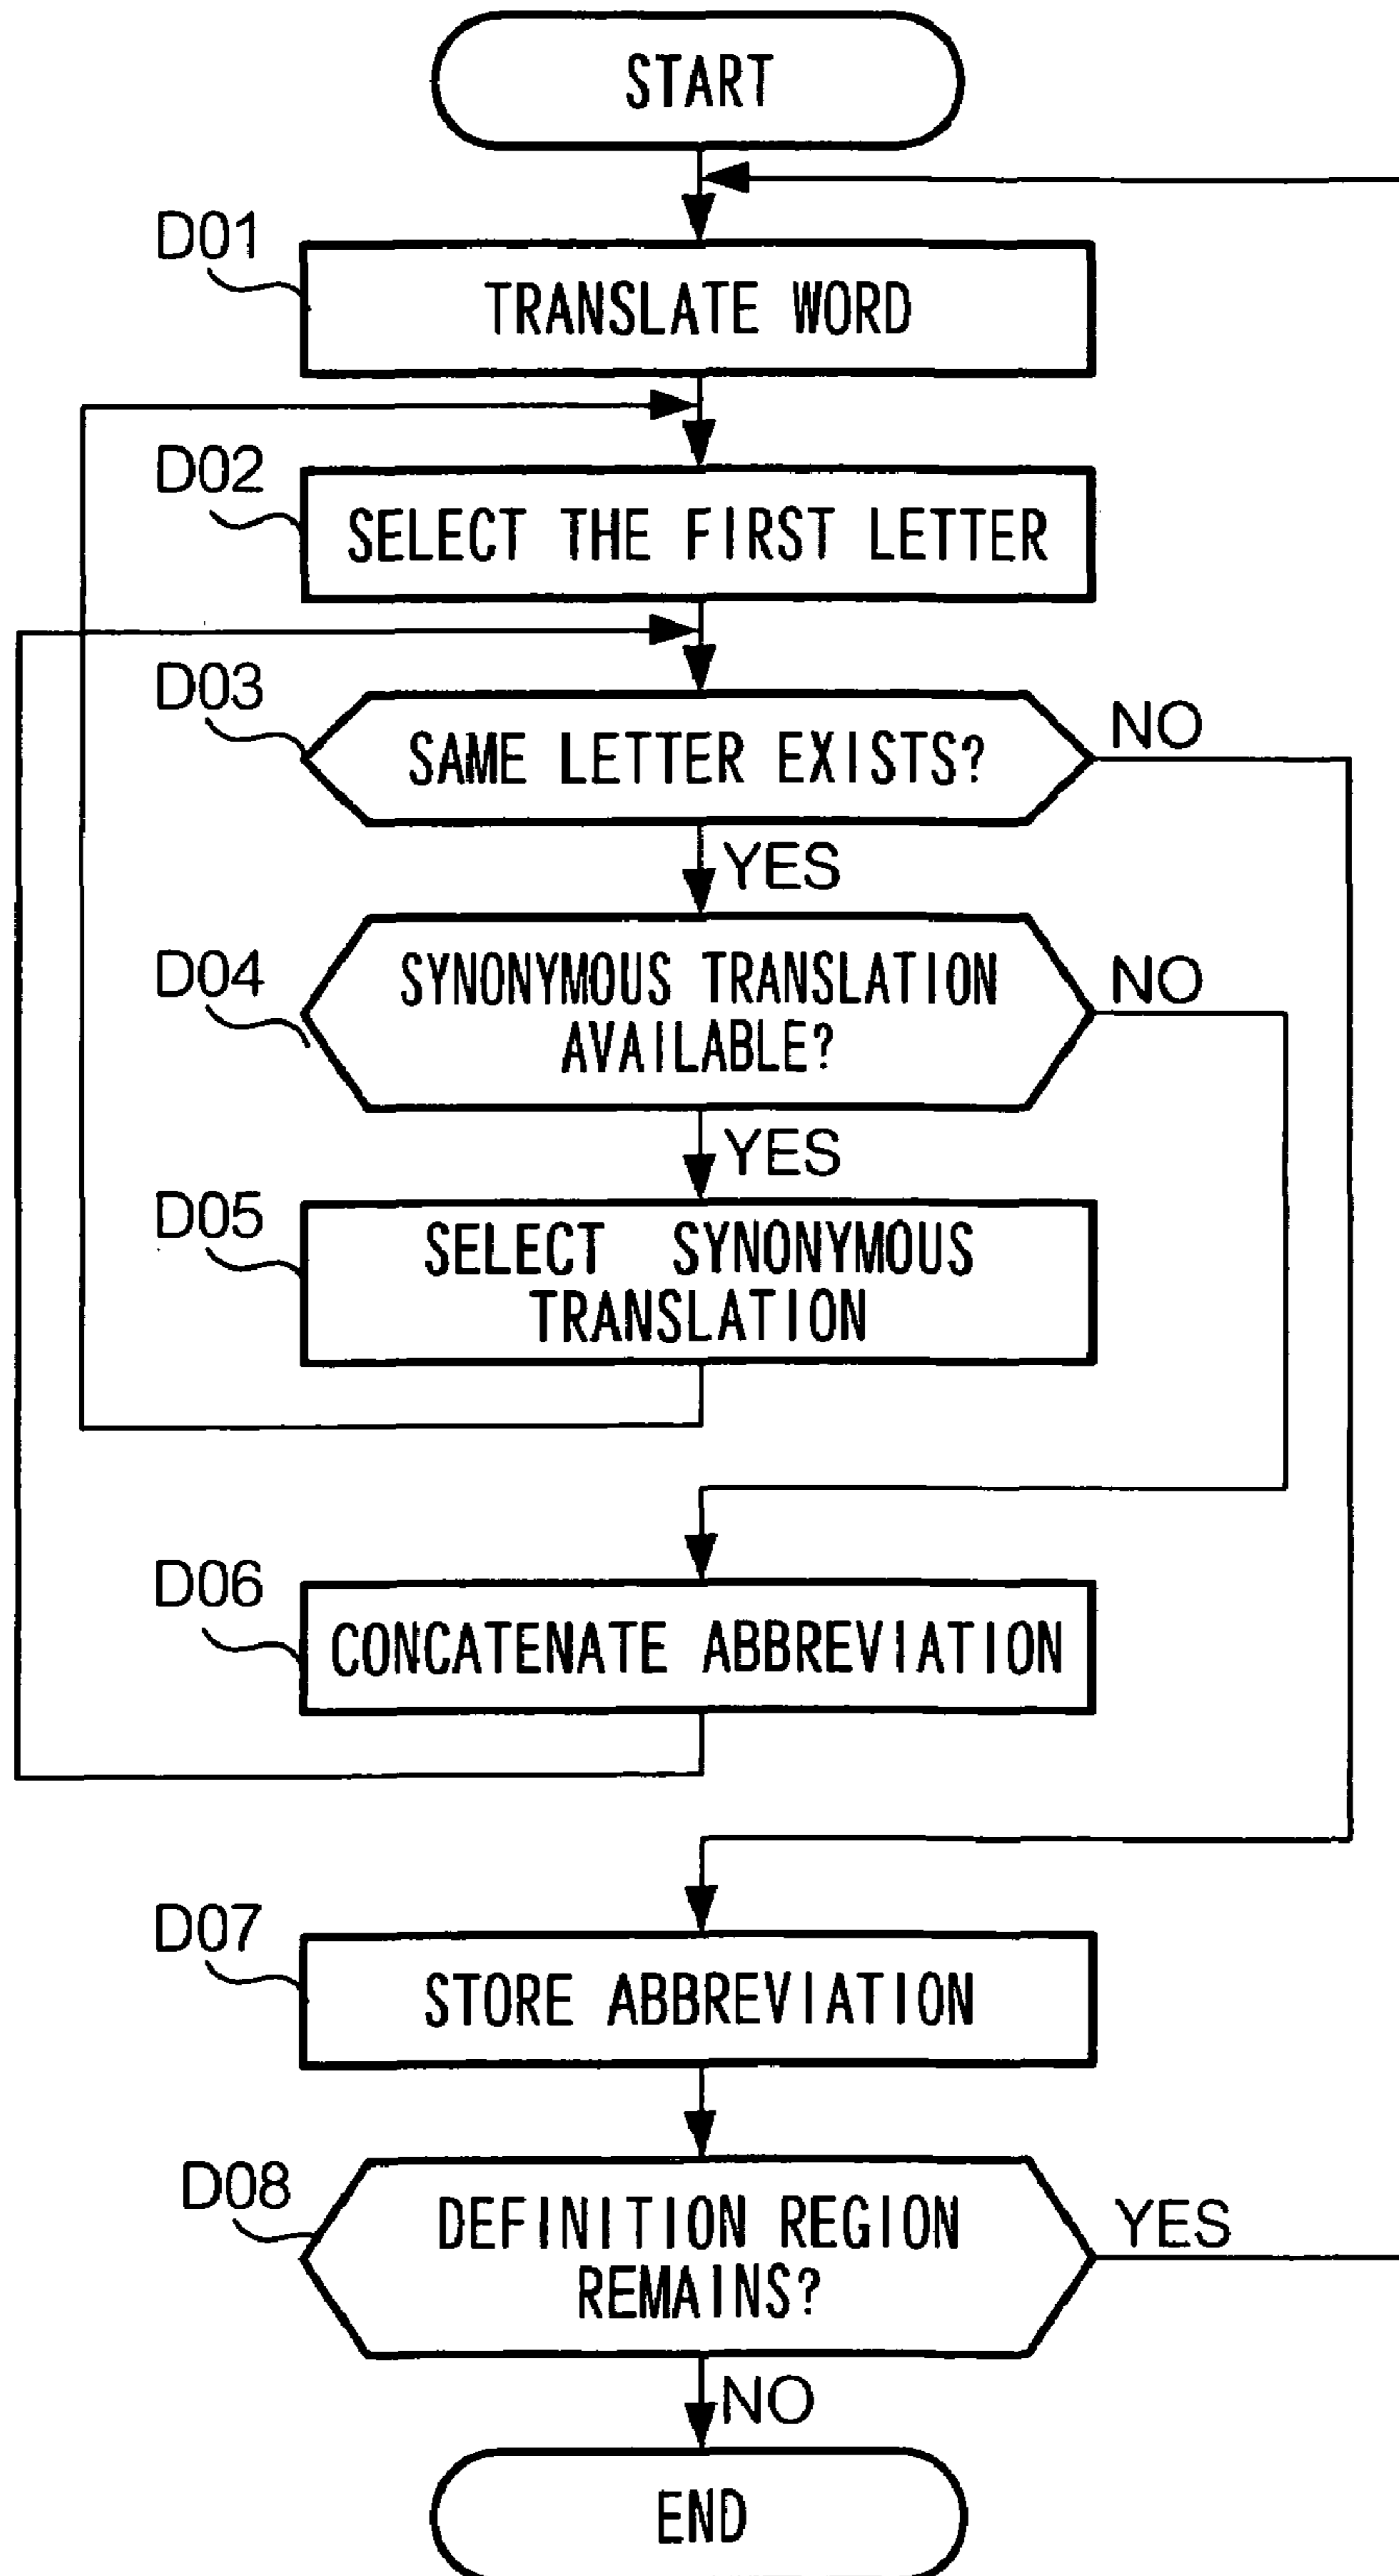 START
D01
TRANSLATE WORD
D02
SELECT THE FIRST LETTER
D03
SAME LETTER EXISTS?
NO
YES
D04
SYNONYMOUS TRANSLATION
AVAILABLE?
NO
YES
D05
SELECT SYNONYMOUS
TRANSLATION
D06
CONCATENATE ABBREVIATION
D07
STORE ABBREVIATION
D08
DEFINITION REGION
REMAINS?
YES
NO
END